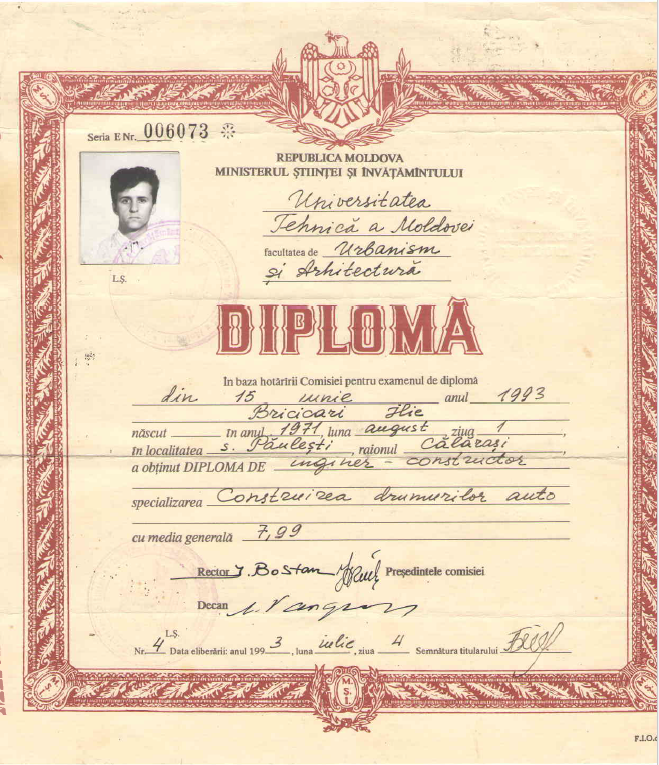 Seria E Nr. 006073 ※
REPUBLICA MOLDOVA
MINISTERUL ȘTIINȚEI ȘI ÎNVĂȚĂMÎNTULUI
Universitatea
Tehnică a Moldovei
facultatea de Urbanism
și Arhitectură
L.Ș.
DIPLOMĂ
În baza hotărîrii Comisiei pentru examenul de diplomă
din 15 iunie anul 1993
Bricicari Ilie
născut în anul 1971, luna august, ziua 1,
în localitatea s. Păulești, raionul Călărași,
a obținut DIPLOMA DE inginer - constructor
specializarea Construirea drumurilor auto
cu media generală 7,99
Rector I. Bostan Președintele comisiei
Decan
L.Ș.
Nr. 4 Data eliberării: anul 1993, luna iulie, ziua 4 Semnătura titularului
M.
Ș.
Î.
F.I.O.